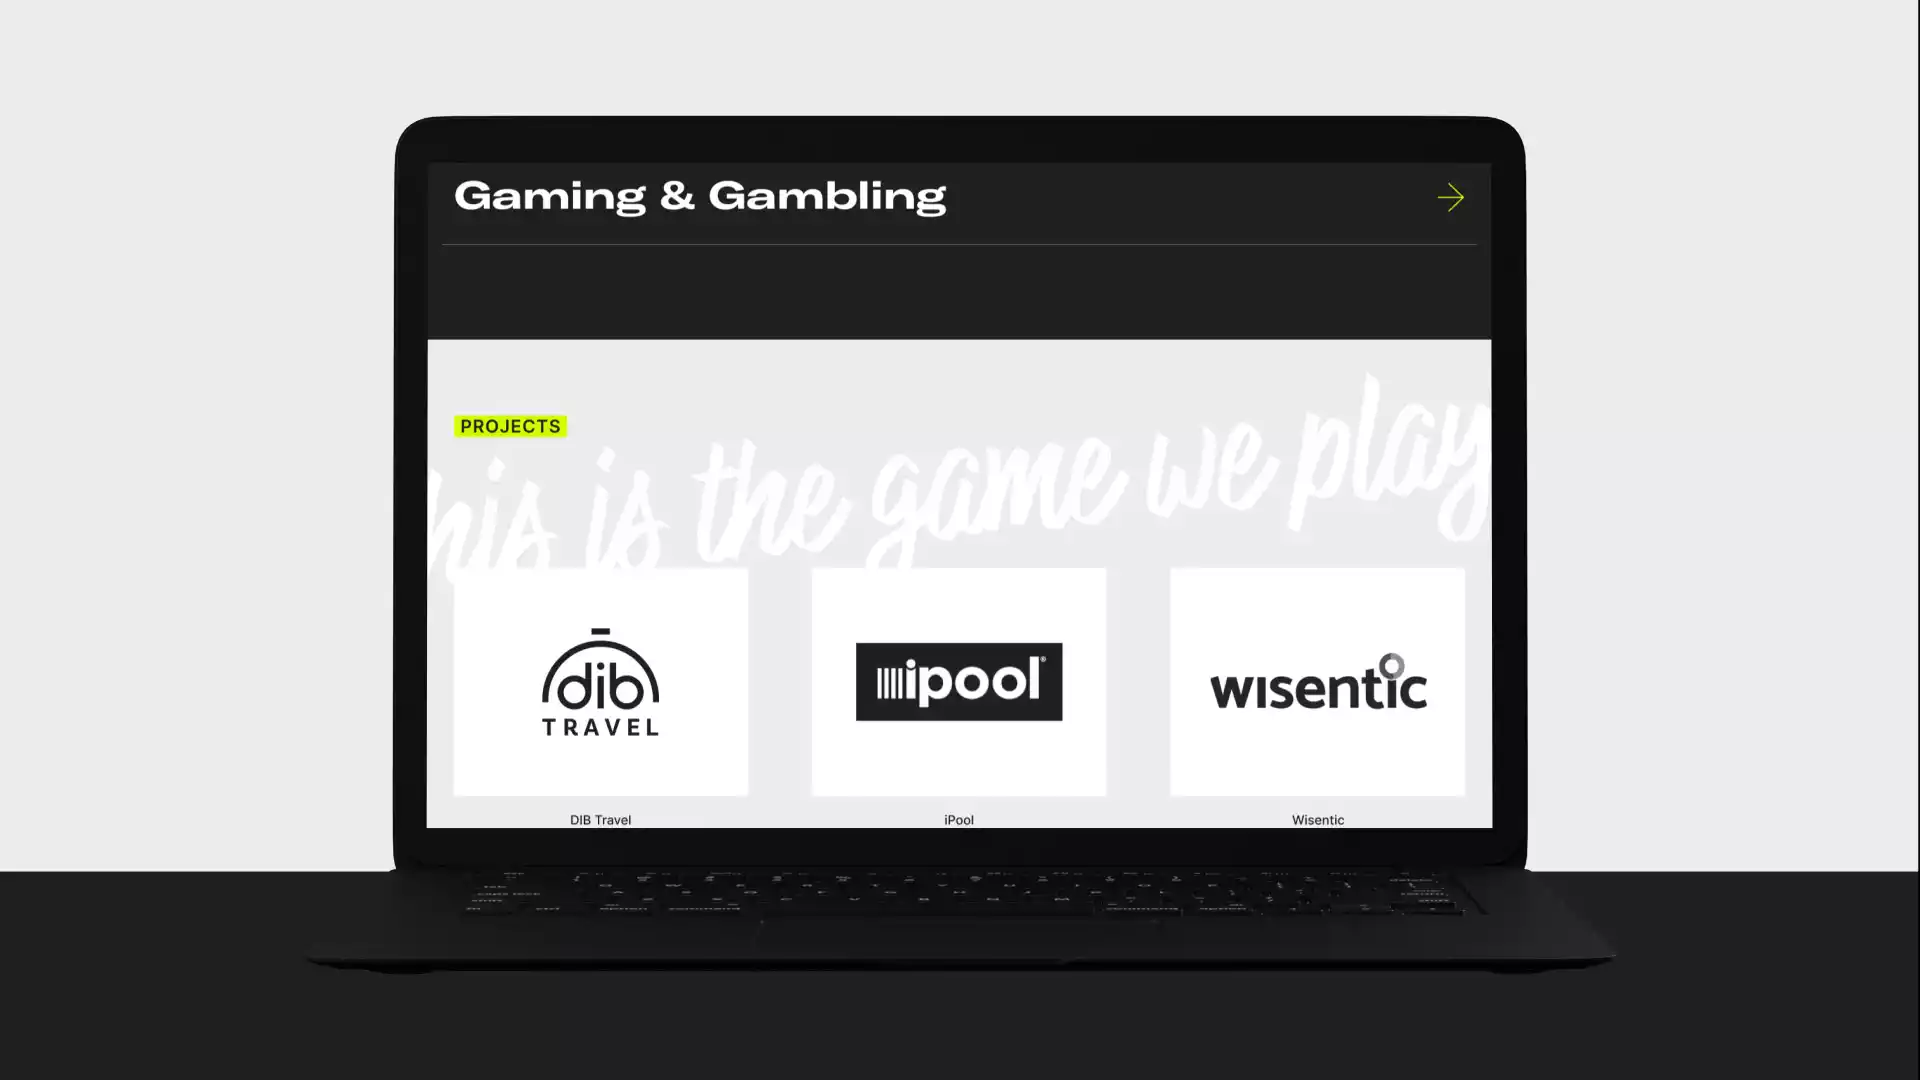 Gaming & Gambling
PROJECTS
his is the game we play
dib
TRAVEL
ipool®
wisentic
DIB Travel
iPool
Wisentic